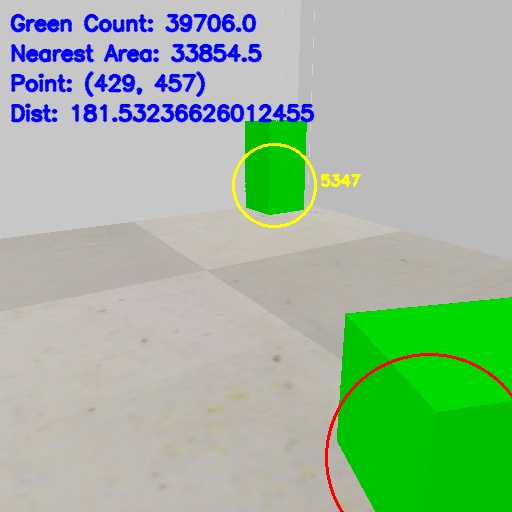 Green Count: 39706.0
Nearest Area: 33854.5
Point: (429, 457)
Dist: 181.53236626012455
5347